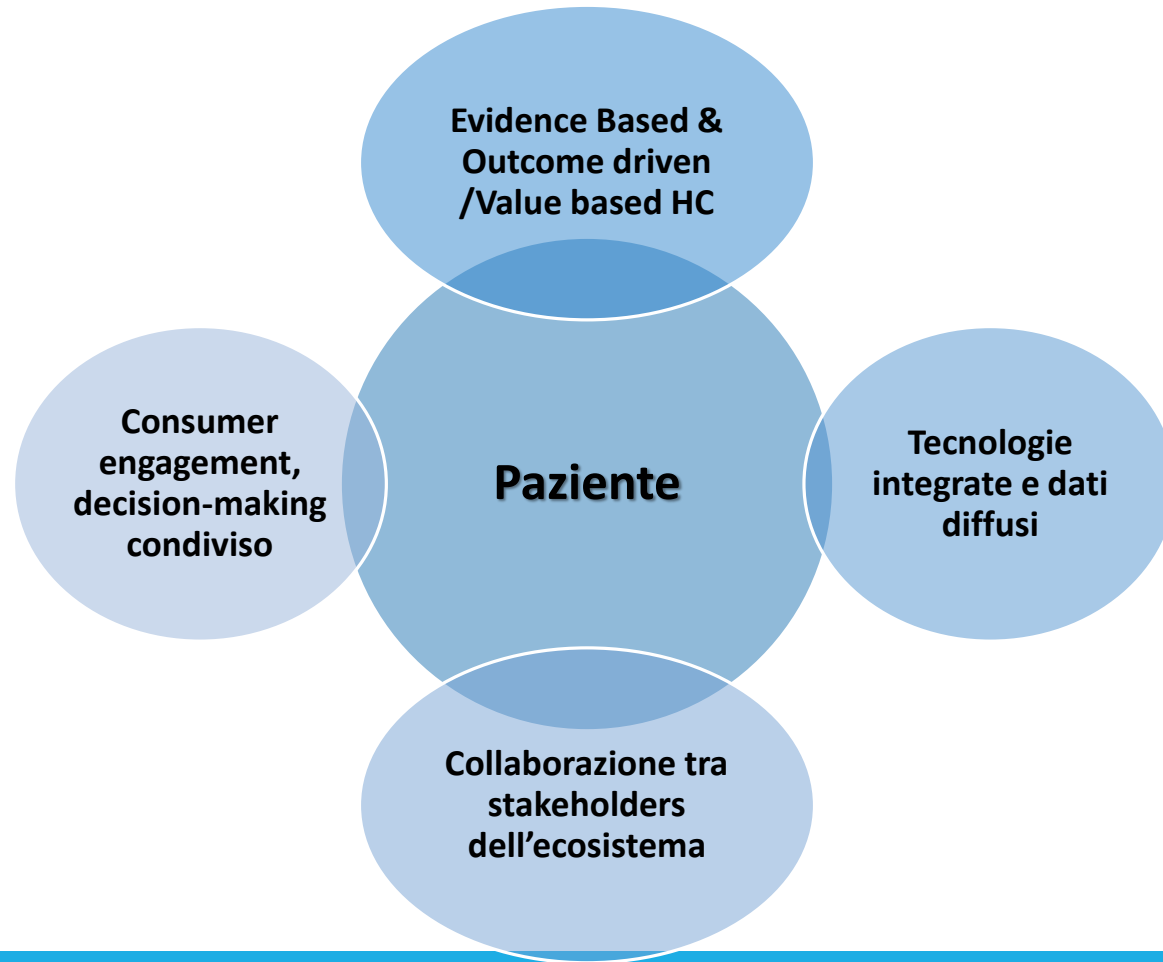 Evidence Based &
Outcome driven
/Value based HC
Consumer
engagement,
decision-making
condiviso
Paziente
Tecnologie
integrate e dati
diffusi
Collaborazione tra
stakeholders
dell’ecosistema